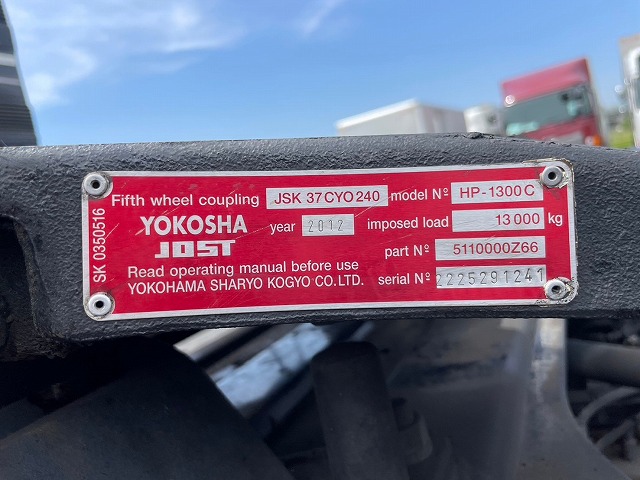 SK 0350516
Fifth wheel coupling JSK 37CYO240 model Nº HP-1300C
YOKOSHA year 2012 imposed load 13000 kg
JOST part Nº 5110000Z66
Read operating manual before use
YOKOHAMA SHARYO KOGYO CO.LTD. serial Nº 2225291241